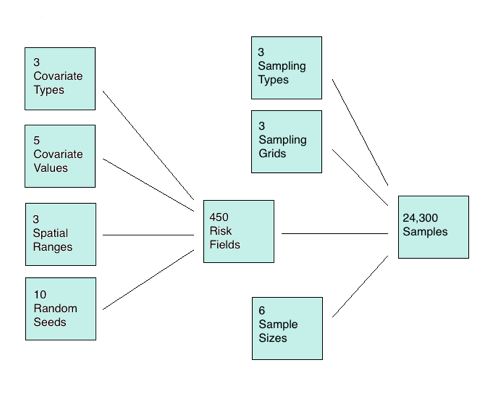 3
Covariate
Types
5
Covariate
Values
3
Spatial
Ranges
10
Random
Seeds
450
Risk
Fields
3
Sampling
Types
3
Sampling
Grids
6
Sample
Sizes
24,300
Samples